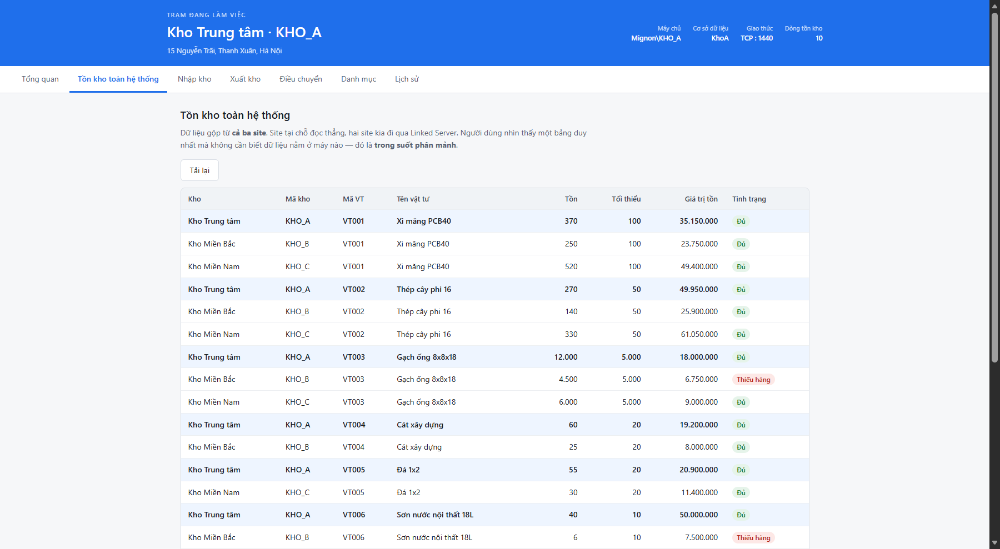 TRẠM ĐANG LÀM VIỆC
Kho Trung tâm · KHO_A
15 Nguyễn Trãi, Thanh Xuân, Hà Nội
Máy chủ Cơ sở dữ liệu Giao thức Dòng tồn kho
Mignon\KHO_A KhoA TCP : 1440 10
Tổng quan Tồn kho toàn hệ thống Nhập kho Xuất kho Điều chuyển Danh mục Lịch sử
Tồn kho toàn hệ thống
Dữ liệu gộp từ cả ba site. Site tại chỗ đọc thẳng, hai site kia đi qua Linked Server. Người dùng nhìn thấy một bảng duy
nhất mà không cần biết dữ liệu nằm ở máy nào — đó là trong suốt phân mảnh.
Tải lại
Kho Mã kho Mã VT Tên vật tư Tồn Tối thiểu Giá trị tồn Tình trạng
Kho Trung tâm KHO_A VT001 Xi măng PCB40 370 100 35.150.000 Đủ
Kho Miền Bắc KHO_B VT001 Xi măng PCB40 250 100 23.750.000 Đủ
Kho Miền Nam KHO_C VT001 Xi măng PCB40 520 100 49.400.000 Đủ
Kho Trung tâm KHO_A VT002 Thép cây phi 16 270 50 49.950.000 Đủ
Kho Miền Bắc KHO_B VT002 Thép cây phi 16 140 50 25.900.000 Đủ
Kho Miền Nam KHO_C VT002 Thép cây phi 16 330 50 61.050.000 Đủ
Kho Trung tâm KHO_A VT003 Gạch ống 8x8x18 12.000 5.000 18.000.000 Đủ
Kho Miền Bắc KHO_B VT003 Gạch ống 8x8x18 4.500 5.000 6.750.000 Thiếu hàng
Kho Miền Nam KHO_C VT003 Gạch ống 8x8x18 6.000 5.000 9.000.000 Đủ
Kho Trung tâm KHO_A VT004 Cát xây dựng 60 20 19.200.000 Đủ
Kho Miền Bắc KHO_B VT004 Cát xây dựng 25 20 8.000.000 Đủ
Kho Trung tâm KHO_A VT005 Đá 1x2 55 20 20.900.000 Đủ
Kho Miền Nam KHO_C VT005 Đá 1x2 30 20 11.400.000 Đủ
Kho Trung tâm KHO_A VT006 Sơn nước nội thất 18L 40 10 50.000.000 Đủ
Kho Miền Bắc KHO_B VT006 Sơn nước nội thất 18L 6 10 7.500.000 Thiếu hàng